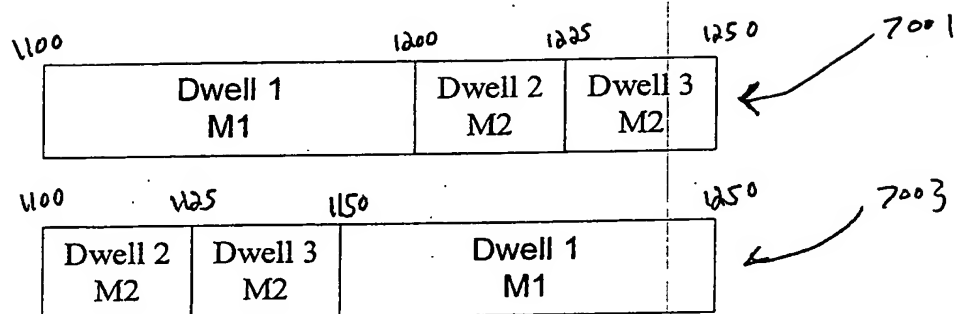 1100 1200 1225 1250 7001
Dwell 1 Dwell 2 Dwell 3
M1 M2 M2
1100 1125 1150 1250 7003
Dwell 2 Dwell 3 Dwell 1
M2 M2 M1